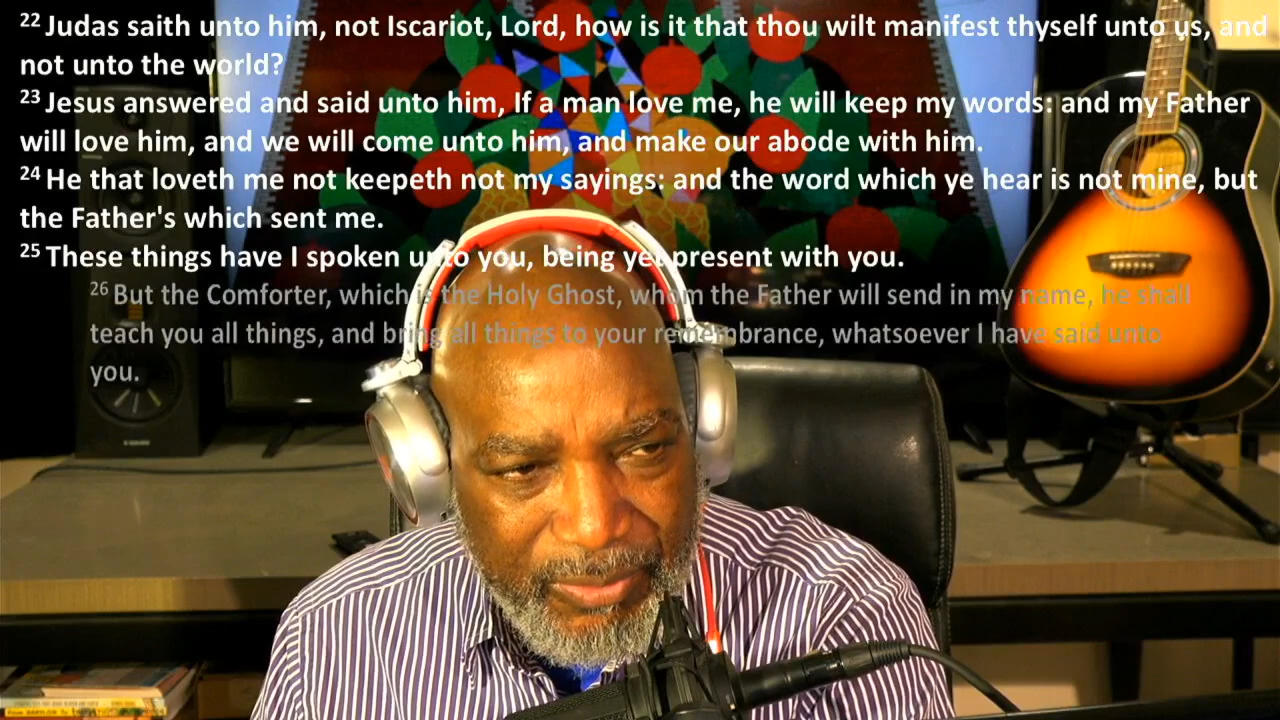 22 Judas saith unto him, not Iscariot, Lord, how is it that thou wilt manifest thyself unto us, and
not unto the world?
23 Jesus answered and said unto him, If a man love me, he will keep my words: and my Father
will love him, and we will come unto him, and make our abode with him.
24 He that loveth me not keepeth not my sayings: and the word which ye hear is not mine, but
the Father's which sent me.
25 These things have I spoken unto you, being yet present with you.
26 But the Comforter, which is the Holy Ghost, whom the Father will send in my name, he shall
teach you all things, and bring all things to your remembrance, whatsoever I have said unto
you.